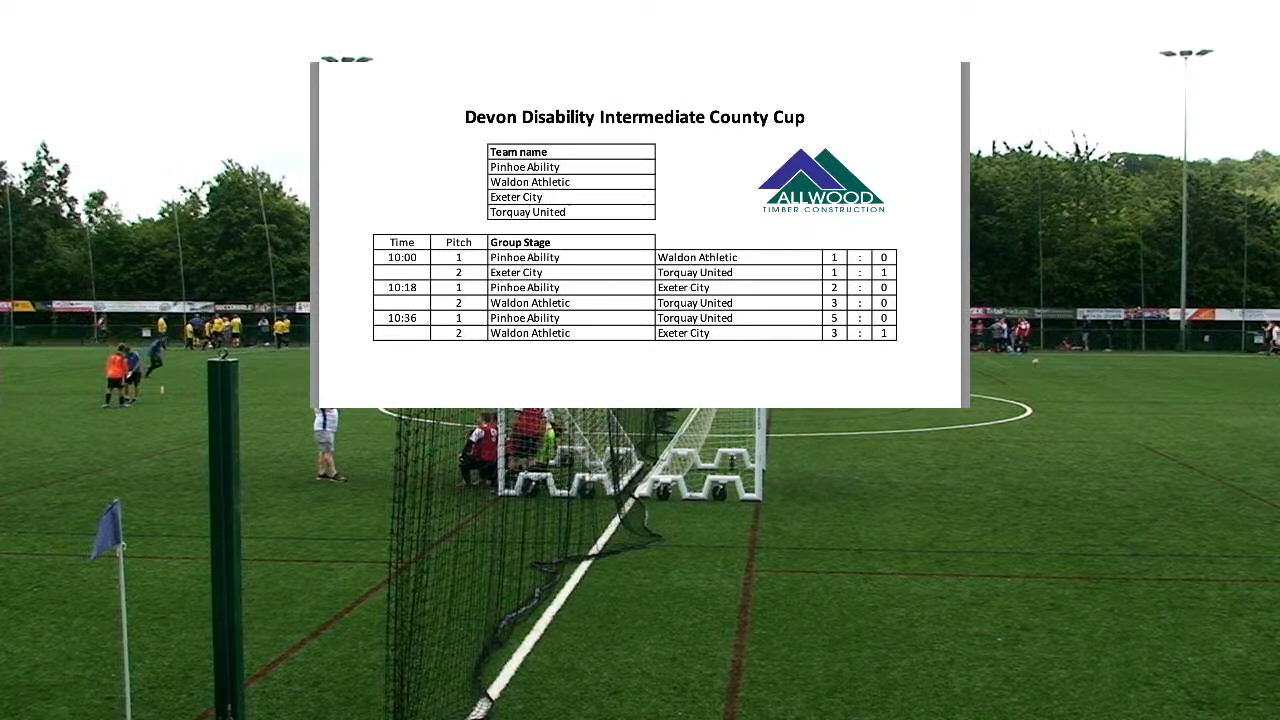 Devon Disability Intermediate County Cup
Team name
Pinhoe Ability
Waldon Athletic
Exeter City
Torquay United
ALLWOOD
TIMBER CONSTRUCTION
Time Pitch Group Stage
10:00 1 Pinhoe Ability Waldon Athletic 1 : 0
2 Exeter City Torquay United 1 : 1
10:18 1 Pinhoe Ability Exeter City 2 : 0
2 Waldon Athletic Torquay United 3 : 0
10:36 1 Pinhoe Ability Torquay United 5 : 0
2 Waldon Athletic Exeter City 3 : 1